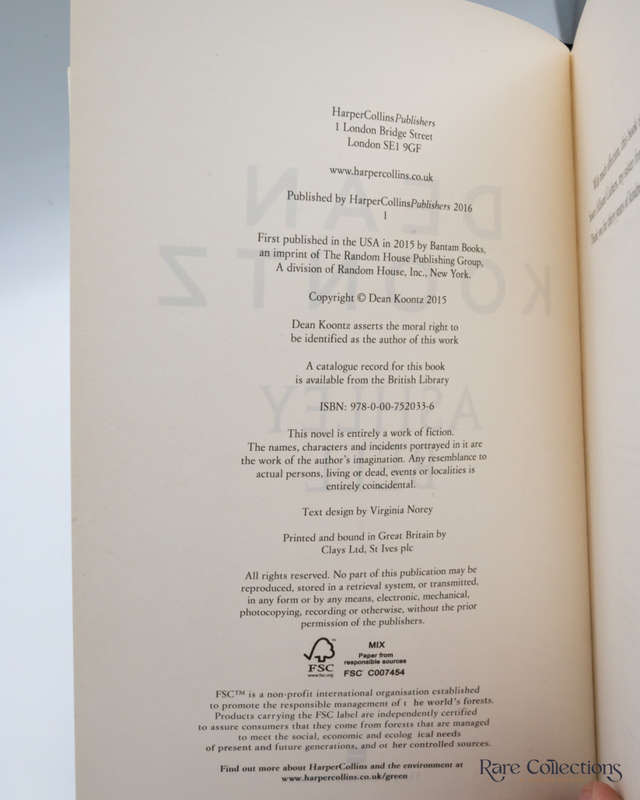 HarperCollinsPublishers
1 London Bridge Street
London SE1 9GF
www.harpercollins.co.uk
Published by HarperCollinsPublishers 2016
1
First published in the USA in 2015 by Bantam Books,
an imprint of The Random House Publishing Group,
A division of Random House, Inc., New York.
Copyright © Dean Koontz 2015
Dean Koontz asserts the moral right to
be identified as the author of this work
A catalogue record for this book
is available from the British Library
ISBN: 978-0-00-752033-6
This novel is entirely a work of fiction.
The names, characters and incidents portrayed in it are
the work of the author's imagination. Any resemblance to
actual persons, living or dead, events or localities is
entirely coincidental.
Text design by Virginia Norey
Printed and bound in Great Britain by
Clays Ltd, St Ives plc
All rights reserved. No part of this publication may be
reproduced, stored in a retrieval system, or transmitted,
in any form or by any means, electronic, mechanical,
photocopying, recording or otherwise, without the prior
permission of the publishers.
FSC
www.fsc.org
MIX
Paper from
responsible sources
FSC C007454
FSC™ is a non-profit international organisation established
to promote the responsible management of t he world's forests.
Products carrying the FSC label are independently certified
to assure consumers that they come from forests that are managed
to meet the social, economic and ecolog ical needs
of present and future generations, and ot her controlled sources.
Find out more about HarperCollins and the environment at
www.harpercollins.co.uk/green
DEAN
KOONTZ
ASHLEY
Rare Collections